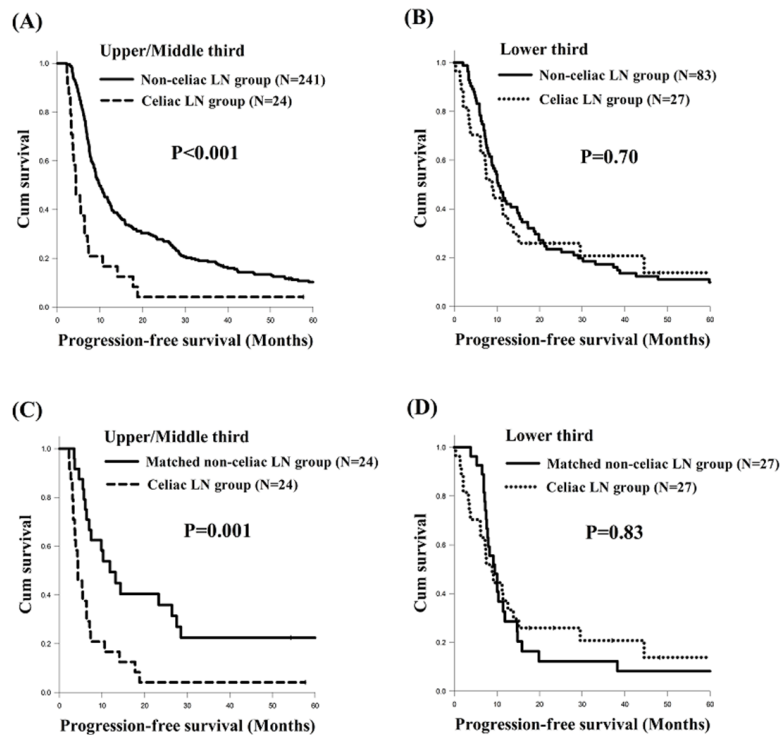 (A)
Upper/Middle third
Non-celiac LN group (N=241)
Celiac LN group (N=24)
P<0.001
Cum survival
1.0
0.8
0.6
0.4
0.2
0.0
0 10 20 30 40 50 60
Progression-free survival (Months)
(B)
Lower third
Non-celiac LN group (N=83)
Celiac LN group (N=27)
P=0.70
Cum survival
1.0
0.8
0.6
0.4
0.2
0.0
0 10 20 30 40 50 60
Progression-free survival (Months)
(C)
Upper/Middle third
Matched non-celiac LN group (N=24)
Celiac LN group (N=24)
P=0.001
Cum survival
1.0
0.8
0.6
0.4
0.2
0.0
0 10 20 30 40 50 60
Progression-free survival (Months)
(D)
Lower third
Matched non-celiac LN group (N=27)
Celiac LN group (N=27)
P=0.83
Cum survival
1.0
0.8
0.6
0.4
0.2
0.0
0 10 20 30 40 50 60
Progression-free survival (Months)